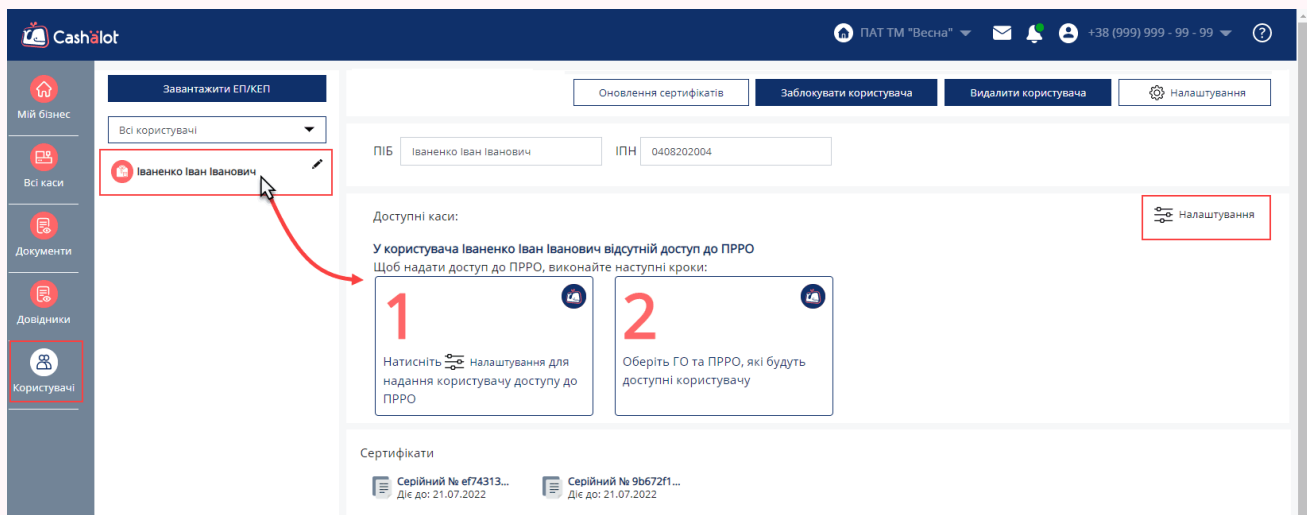 Cashalot
ПАТ ТМ "Весна"
+38 (999) 999 - 99 - 99
?
Мій бізнес
Всі каси
Документи
Довідники
Користувачі
Завантажити ЕП/КЕП
Всі користувачі
Іваненко Іван Іванович
Оновлення сертифікатів
Заблокувати користувача
Видалити користувача
Налаштування
ПІБ Іваненко Іван Іванович ІПН 0408202004
Доступні каси:
Налаштування
У користувача Іваненко Іван Іванович відсутній доступ до ПРРО
Щоб надати доступ до ПРРО, виконайте наступні кроки:
1
Натисніть Налаштування для
надання користувачу доступу до
ПРРО
2
Оберіть ГО та ПРРО, які будуть
доступні користувачу
Сертифікати
Серійний № ef74313...
Діє до: 21.07.2022
Серійний № 9b672f1...
Діє до: 21.07.2022